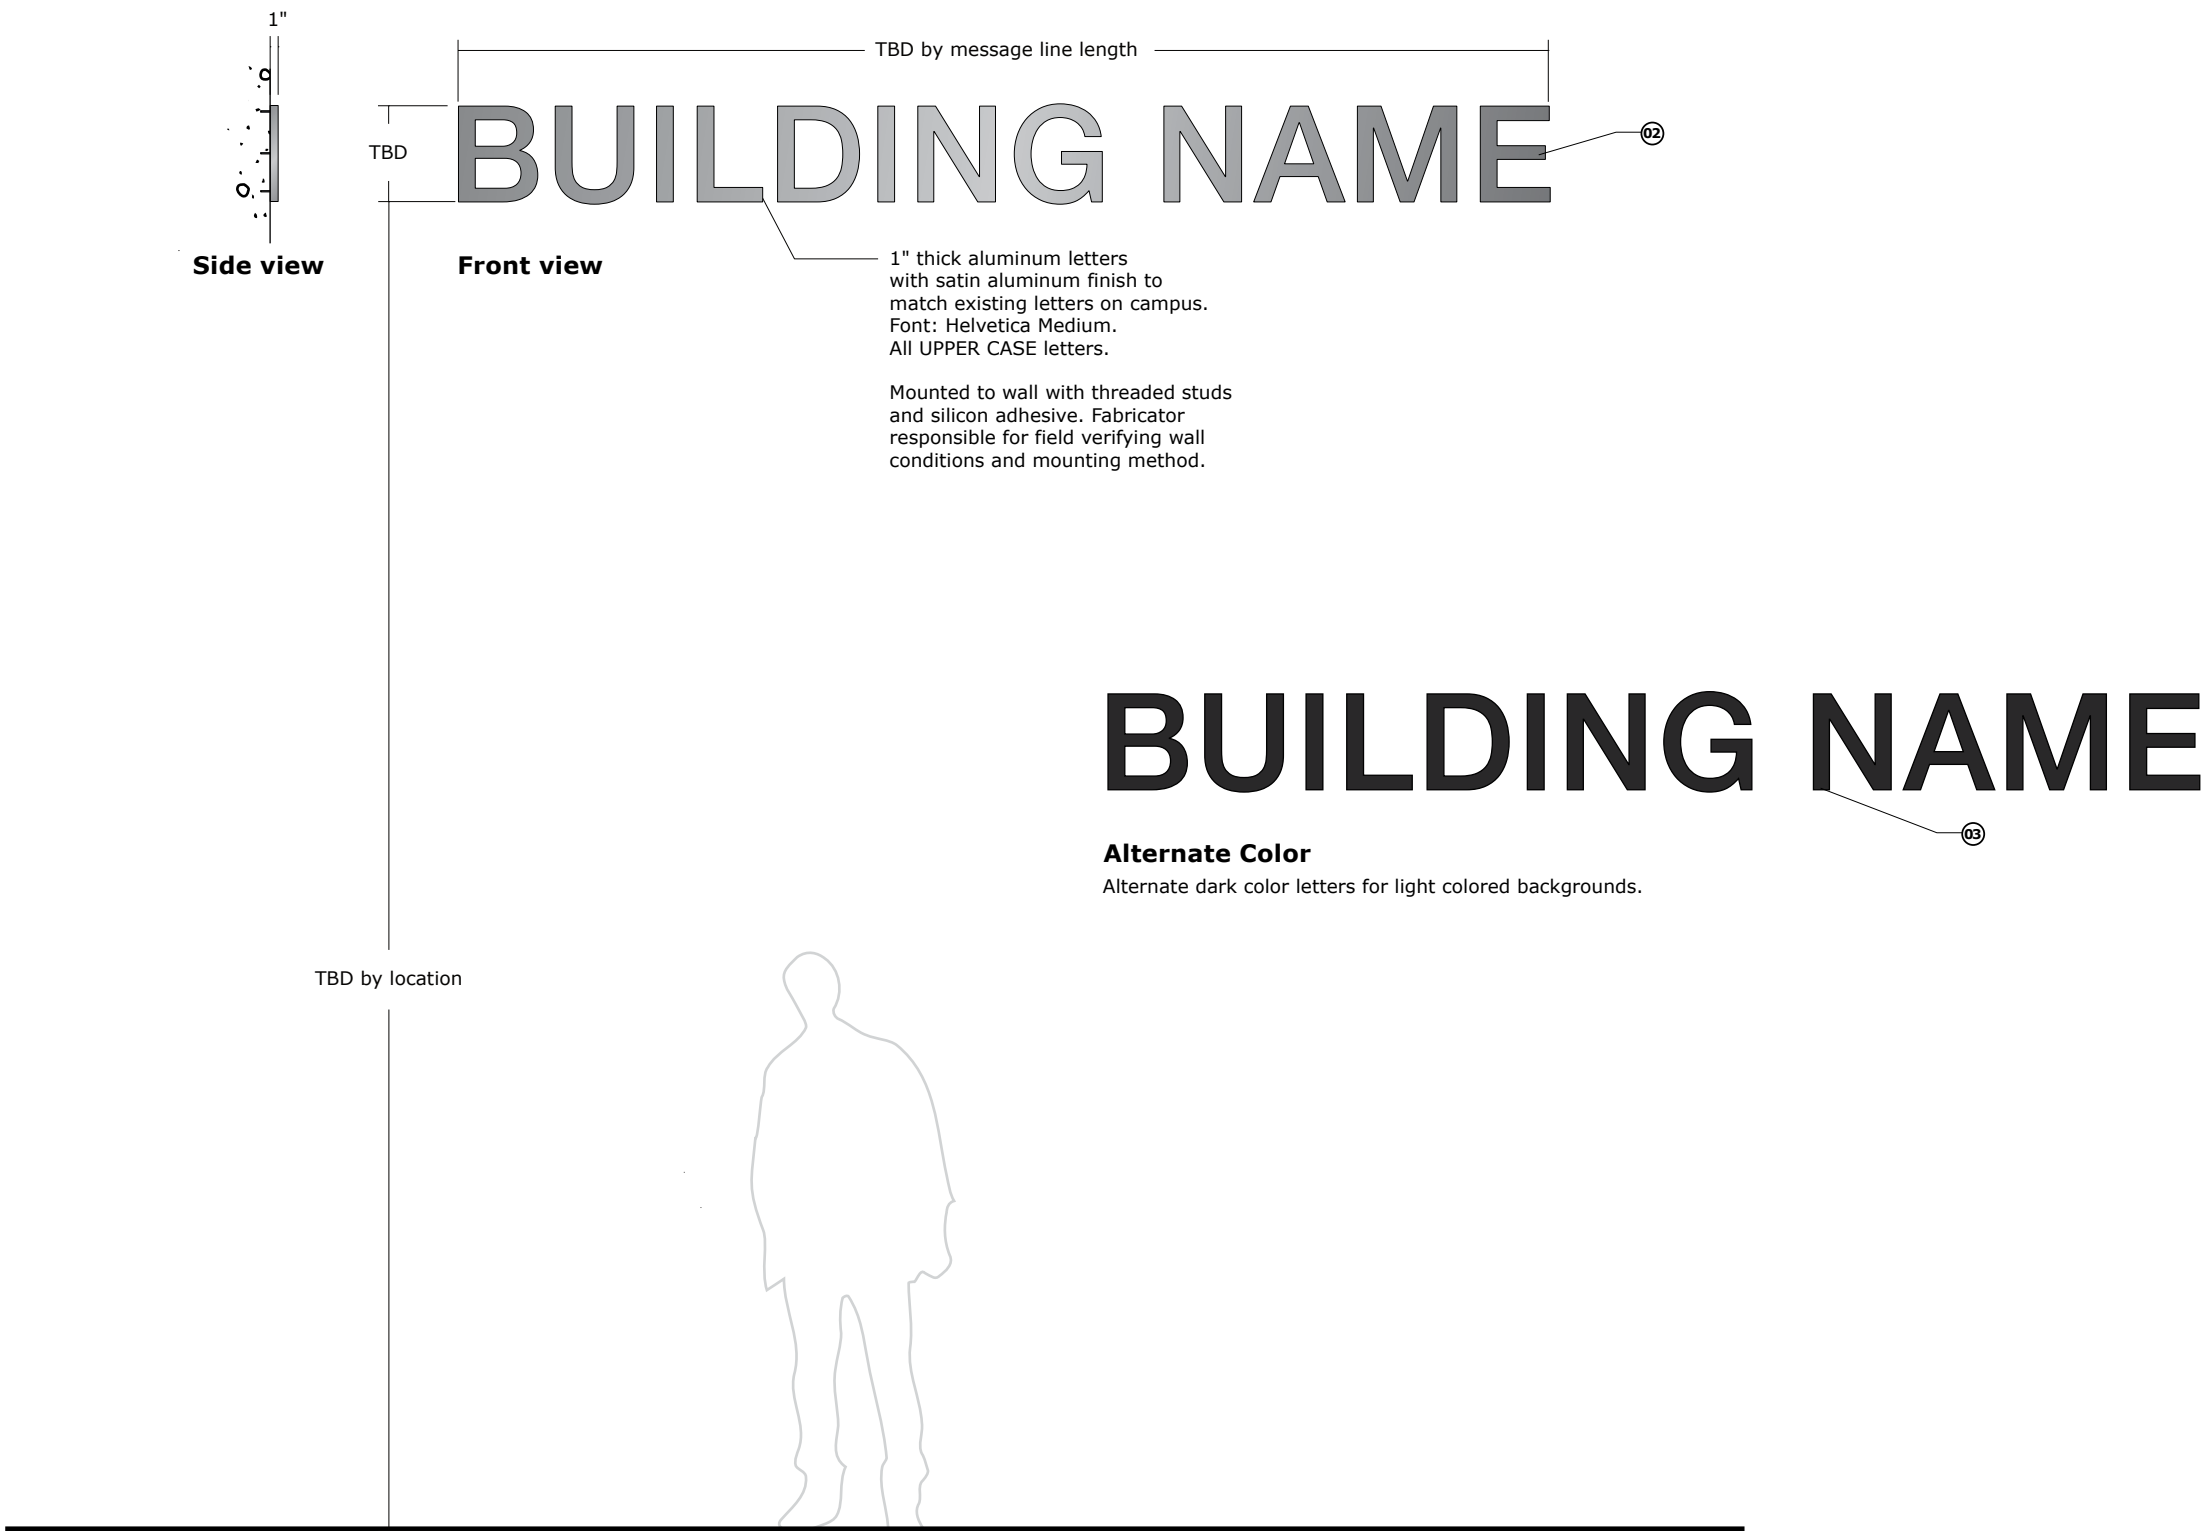 1"
TBD by message line length
BUILDING NAME
02
TBD
Side view
Front view
1" thick aluminum letters
with satin aluminum finish to
match existing letters on campus.
Font: Helvetica Medium.
All UPPER CASE letters.
Mounted to wall with threaded studs
and silicon adhesive. Fabricator
responsible for field verifying wall
conditions and mounting method.
BUILDING NAME
03
Alternate Color
Alternate dark color letters for light colored backgrounds.
TBD by location